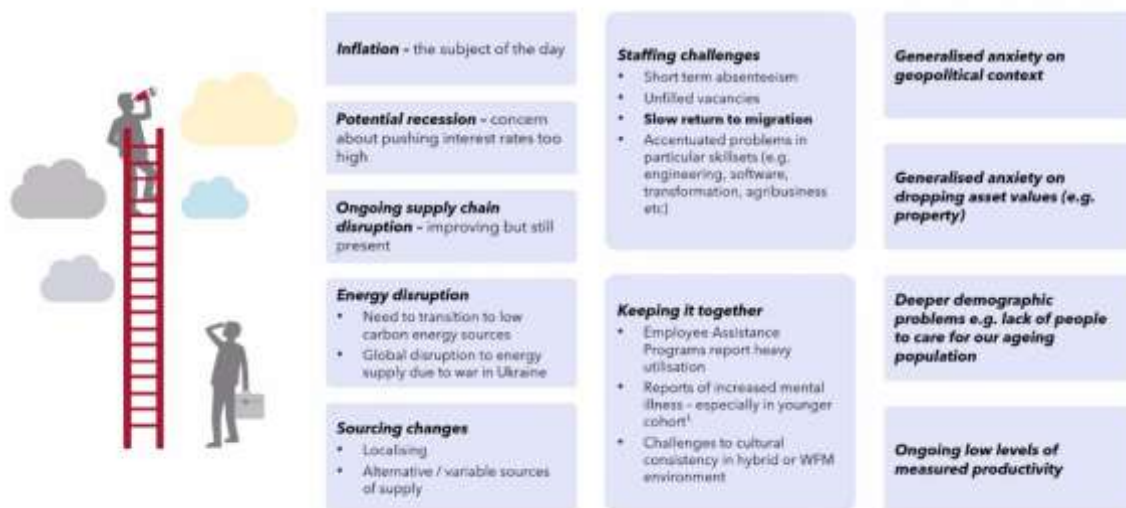 Inflation - the subject of the day
Potential recession - concern
about pushing interest rates too
high
Ongoing supply chain
disruption - improving but still
present
Energy disruption
• Need to transition to low
carbon energy sources
• Global disruption to energy
supply due to war in Ukraine
Sourcing changes
• Localising
• Alternative / variable sources
of supply
Staffing challenges
• Short term absenteeism
• Unfilled vacancies
• Slow return to migration
• Accentuated problems in
particular skillsets (e.g.
engineering, software,
transformation, agribusiness
etc)
Keeping it together
• Employee Assistance
Programs report heavy
utilisation
• Reports of increased mental
illness - especially in younger
cohort¹
• Challenges to cultural
consistency in hybrid or WFM
environment
Generalised anxiety on
geopolitical context
Generalised anxiety on
dropping asset values (e.g.
property)
Deeper demographic
problems e.g. lack of people
to care for our ageing
population
Ongoing low levels of
measured productivity